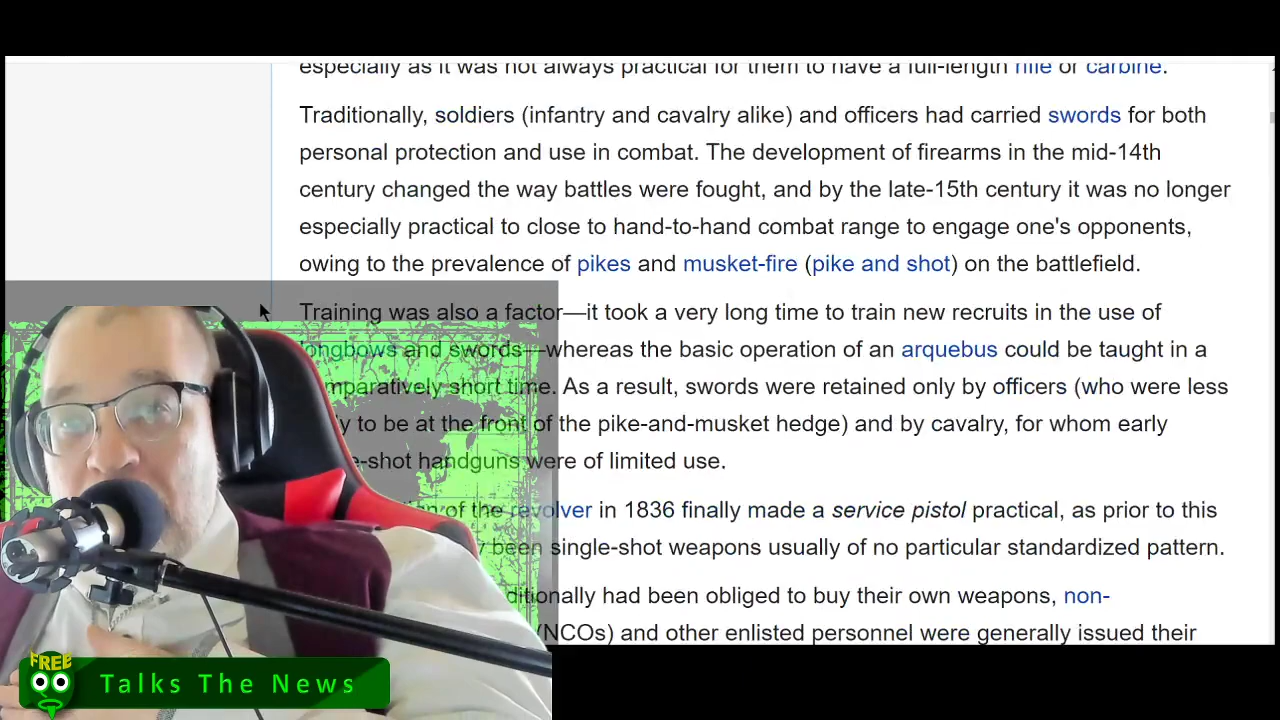 especially as it was not always practical for them to have a full-length rifle or carbine.
Traditionally, soldiers (infantry and cavalry alike) and officers had carried swords for both
personal protection and use in combat. The development of firearms in the mid-14th
century changed the way battles were fought, and by the late-15th century it was no longer
especially practical to close to hand-to-hand combat range to engage one's opponents,
owing to the prevalence of pikes and musket-fire (pike and shot) on the battlefield.
Training was also a factor—it took a very long time to train new recruits in the use of
longbows and swords—whereas the basic operation of an arquebus could be taught in a
mparatively short time. As a result, swords were retained only by officers (who were less
ly to be at the front of the pike-and-musket hedge) and by cavalry, for whom early
e-shot handguns were of limited use.
of the revolver in 1836 finally made a service pistol practical, as prior to this
been single-shot weapons usually of no particular standardized pattern.
ditionally had been obliged to buy their own weapons, non-
/NCOs) and other enlisted personnel were generally issued their
FREE
Talks The News